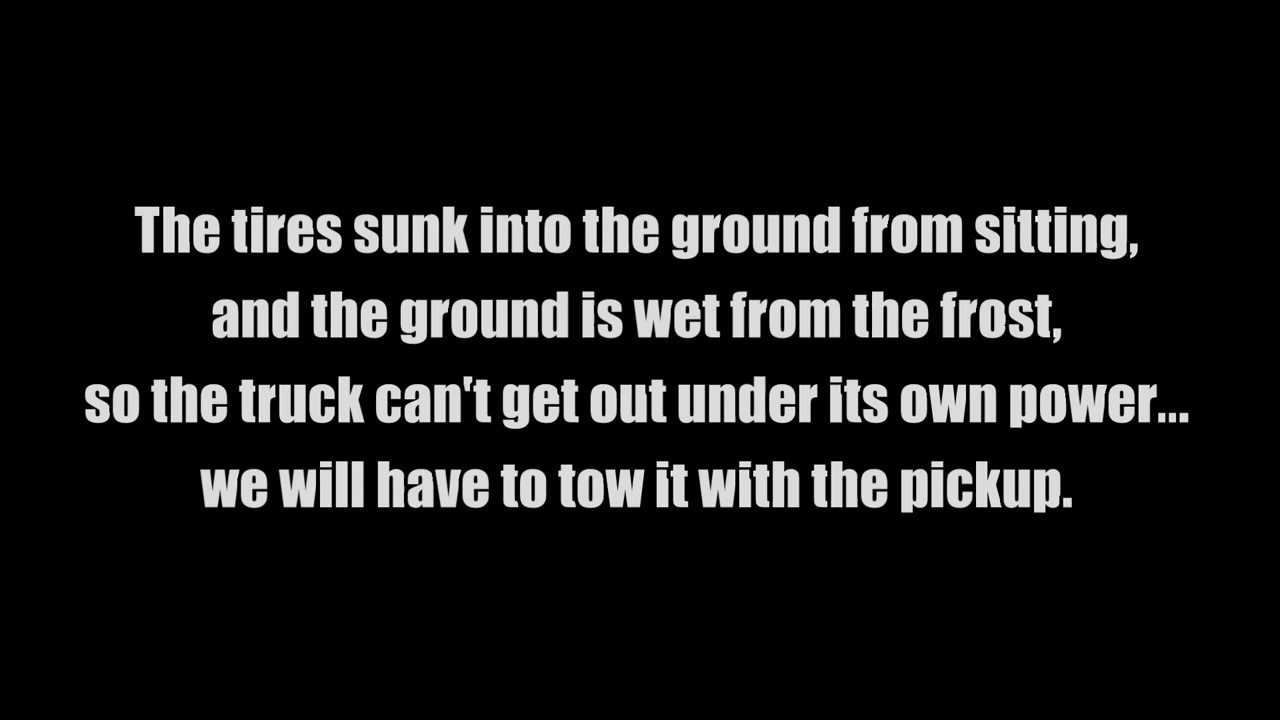 The tires sunk into the ground from sitting,
and the ground is wet from the frost,
so the truck can't get out under its own power...
we will have to tow it with the pickup.